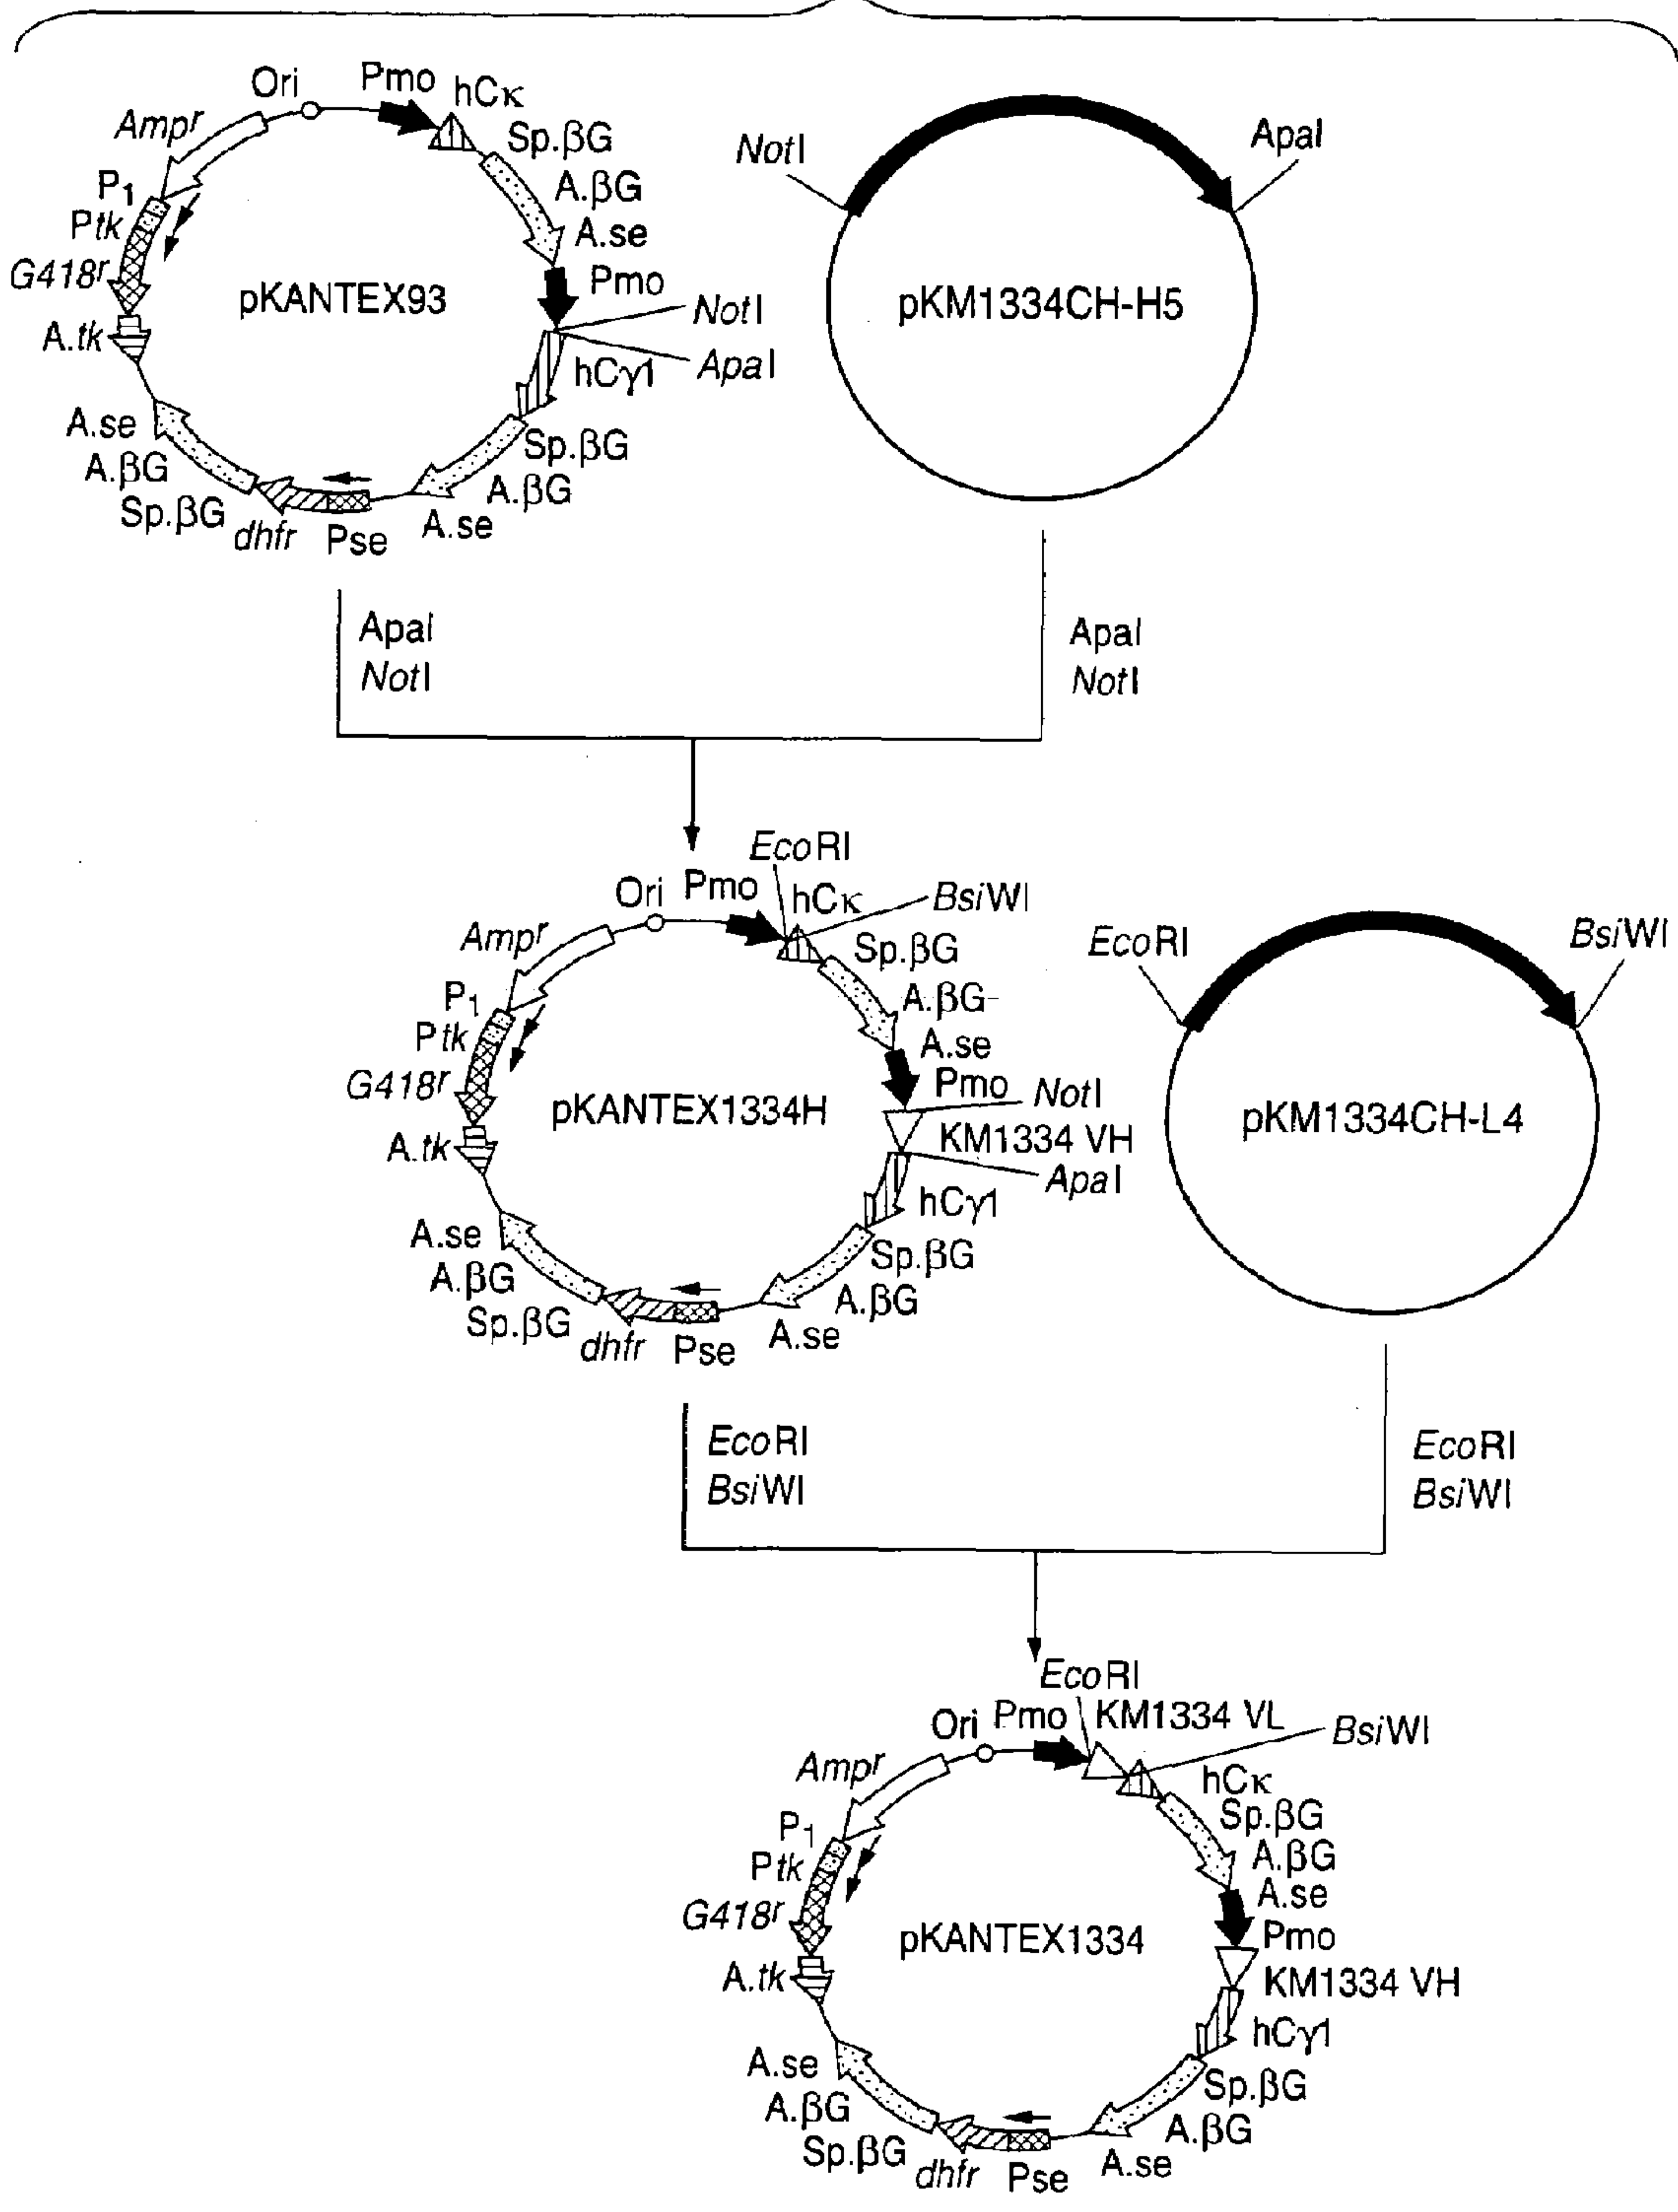 Ori
Pmo
hCκ
Ampr
Sp.βG
P1
A.βG
Ptk
A.se
G418r
Pmo
pKANTEX93
NotI
A.tk
hCγ1
ApaI
A.se
Sp.βG
A.βG
A.βG
Sp.βG
dhfr
Pse
A.se
NotI
ApaI
pKM1334CH-H5
ApaI
NotI
ApaI
NotI
EcoRI
Ori
Pmo
hCκ
BsiWI
Ampr
Sp.βG
P1
A.βG
Ptk
A.se
G418r
Pmo
NotI
pKANTEX1334H
KM1334 VH
A.tk
ApaI
hCγ1
A.se
Sp.βG
A.βG
A.βG
Sp.βG
dhfr
Pse
A.se
EcoRI
BsiWI
pKM1334CH-L4
EcoRI
BsiWI
EcoRI
BsiWI
EcoRI
Ori
Pmo
KM1334 VL
BsiWI
Ampr
hCκ
Sp.βG
P1
A.βG
Ptk
A.se
G418r
Pmo
pKANTEX1334
KM1334 VH
A.tk
hCγ1
A.se
Sp.βG
A.βG
A.βG
Sp.βG
dhfr
Pse
A.se